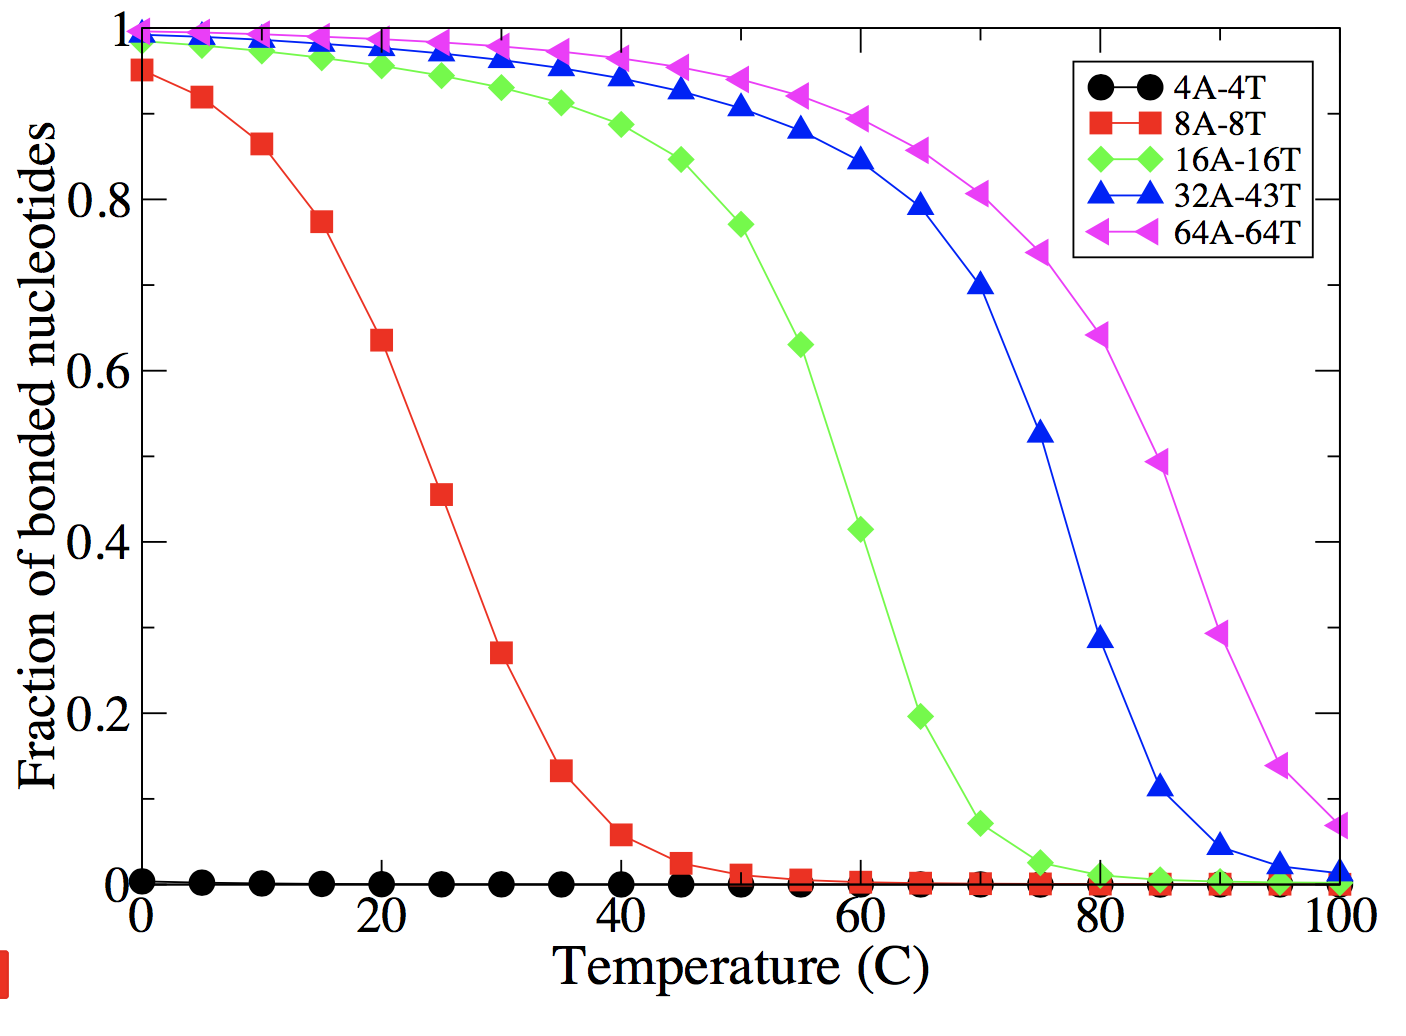 Fraction of bonded nucleotides
1
0.8
0.6
0.4
0.2
0
4A-4T
8A-8T
16A-16T
32A-43T
64A-64T
0 20 40 60 80 100
Temperature (C)